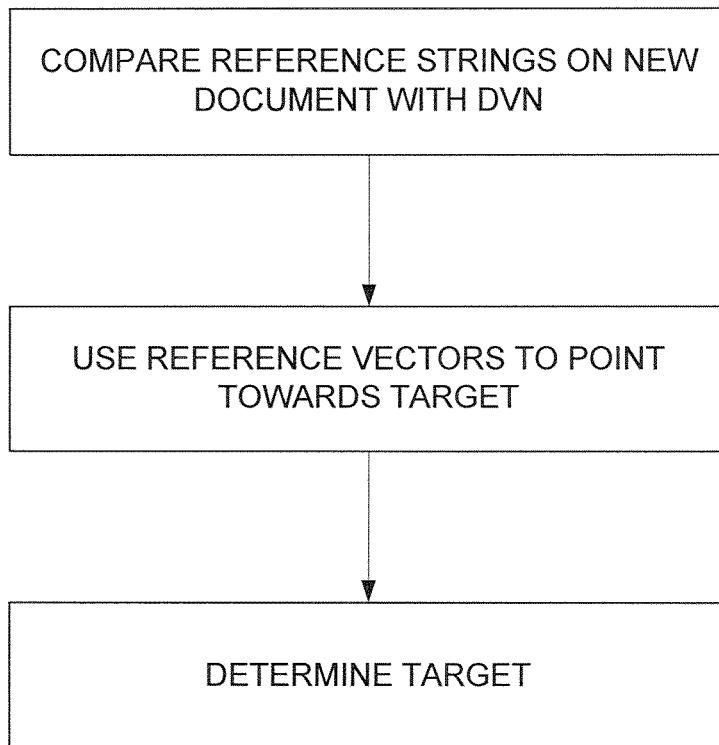 COMPARE REFERENCE STRINGS ON NEW
DOCUMENT WITH DVN
USE REFERENCE VECTORS TO POINT
TOWARDS TARGET
DETERMINE TARGET